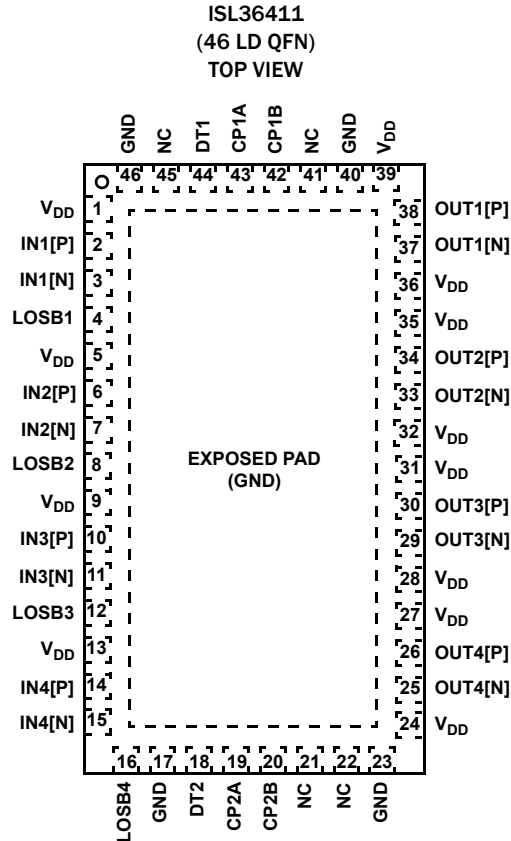 ISL36411
(46 LD QFN)
TOP VIEW
GND NC DT1 CP1A CP1B NC GND VDD
46 45 44 43 42 41 40 39
VDD 1 38 OUT1[P]
IN1[P] 2 37 OUT1[N]
IN1[N] 3 36 VDD
LOSB1 4 35 VDD
VDD 5 34 OUT2[P]
IN2[P] 6 33 OUT2[N]
IN2[N] 7 32 VDD
LOSB2 8 31 VDD
EXPOSED PAD
(GND)
VDD 9 30 OUT3[P]
IN3[P] 10 29 OUT3[N]
IN3[N] 11 28 VDD
LOSB3 12 27 VDD
VDD 13 26 OUT4[P]
IN4[P] 14 25 OUT4[N]
IN4[N] 15 24 VDD
16 17 18 19 20 21 22 23
LOSB4 GND DT2 CP2A CP2B NC NC GND